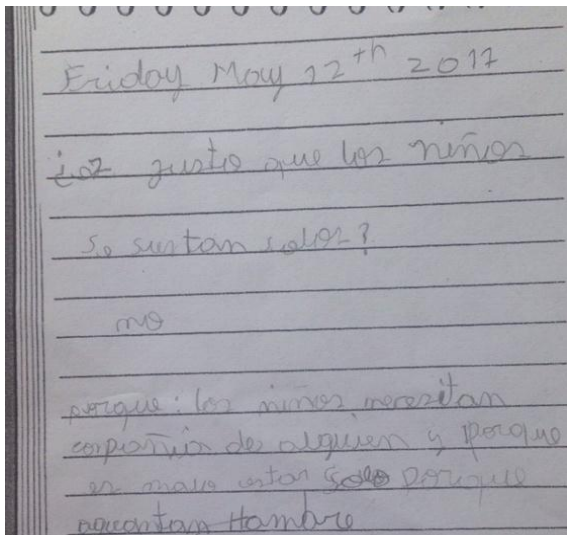 Friday May 12th 2017
¿ez justo que los niños
se sientan solos?
no
porque: los niños necesitan
compañia de alguien y porque
es malo estar solo porque
aguantan Hambre